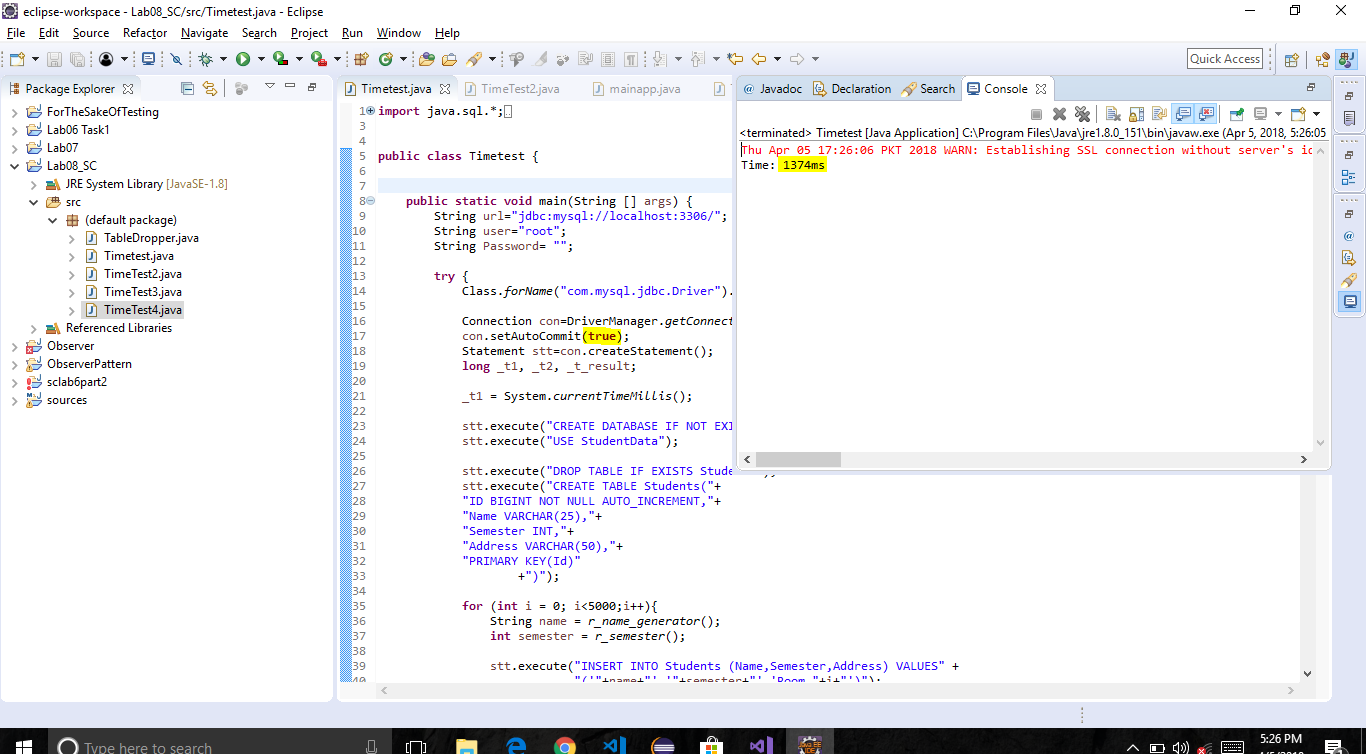 eclipse-workspace - Lab08_SC/src/Timetest.java - Eclipse
File Edit Source Refactor Navigate Search Project Run Window Help
Quick Access
Package Explorer
ForTheSakeOfTesting
Lab06 Task1
Lab07
Lab08_SC
JRE System Library [JavaSE-1.8]
src
(default package)
TableDropper.java
Timetest.java
TimeTest2.java
TimeTest3.java
TimeTest4.java
Referenced Libraries
Observer
ObserverPattern
sclab6part2
sources
Timetest.java TimeTest2.java mainapp.java
1 import java.sql.*;
3
4
5 public class Timetest {
6
7
8 public static void main(String [] args) {
9 String url="jdbc:mysql://localhost:3306/";
10 String user="root";
11 String Password= "";
12
13 try {
14 Class.forName("com.mysql.jdbc.Driver").
15
16 Connection con=DriverManager.getConnect
17 con.setAutoCommit(true);
18 Statement stt=con.createStatement();
19 long _t1, _t2, _t_result;
20
21 _t1 = System.currentTimeMillis();
22
23 stt.execute("CREATE DATABASE IF NOT EXI
24 stt.execute("USE StudentData");
25
26 stt.execute("DROP TABLE IF EXISTS Stude
27 stt.execute("CREATE TABLE Students("+
28 "ID BIGINT NOT NULL AUTO_INCREMENT,"+
29 "Name VARCHAR(25),"+
30 "Semester INT,"+
31 "Address VARCHAR(50),"+
32 "PRIMARY KEY(Id)"
33 +")");
34
35 for (int i = 0; i<5000;i++){
36 String name = r_name_generator();
37 int semester = r_semester();
38
39 stt.execute("INSERT INTO Students (Name,Semester,Address) VALUES" +
40 "('"+name+"','"+semester+"','Room "+i+"')");
@ Javadoc Declaration Search Console
<terminated> Timetest [Java Application] C:\Program Files\Java\jre1.8.0_151\bin\javaw.exe (Apr 5, 2018, 5:26:05
Thu Apr 05 17:26:06 PKT 2018 WARN: Establishing SSL connection without server's id
Time: 1374ms
Type here to search
5:26 PM